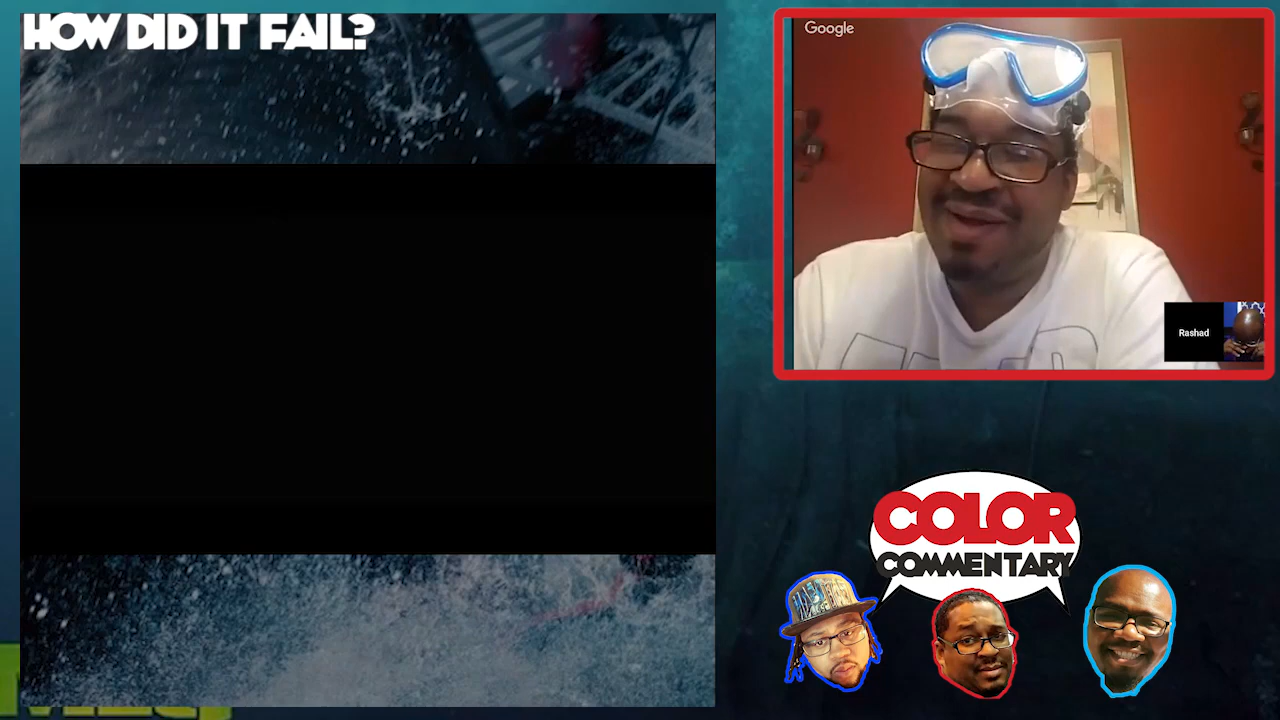 HOW DID IT FAIL?
Google
Rashad
COLOR
COMMENTARY